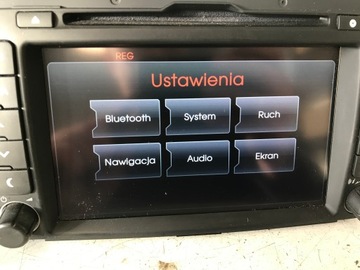 REG
Ustawienia
Bluetooth System Ruch
Nawigacja Audio Ekran